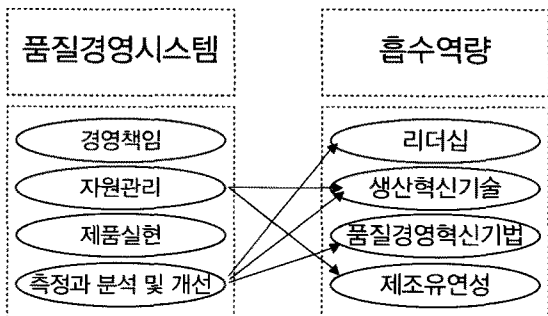 품질경영시스템
흡수역량
경영책임
자원관리
제품실현
측정과 분석 및 개선
리더십
생산혁신기술
품질경영혁신기법
제조유연성